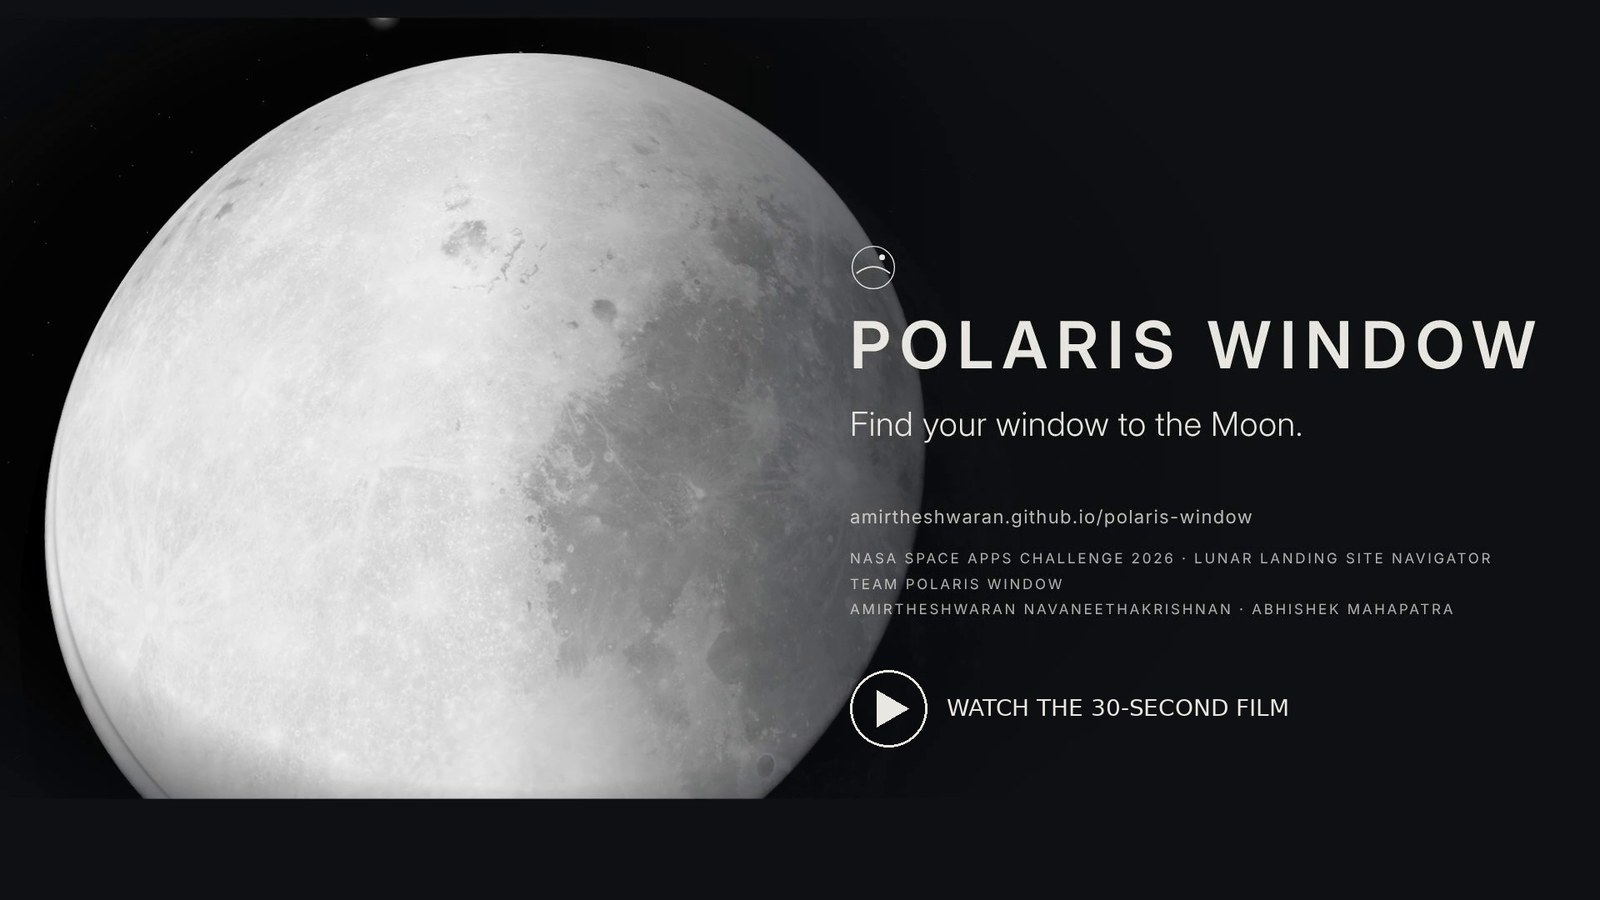 POLARIS WINDOW
Find your window to the Moon.
amirtheshwaran.github.io/polaris-window
NASA SPACE APPS CHALLENGE 2026 · LUNAR LANDING SITE NAVIGATOR
TEAM POLARIS WINDOW
AMIRTHESHWARAN NAVANEETHAKRISHNAN · ABHISHEK MAHAPATRA
WATCH THE 30-SECOND FILM